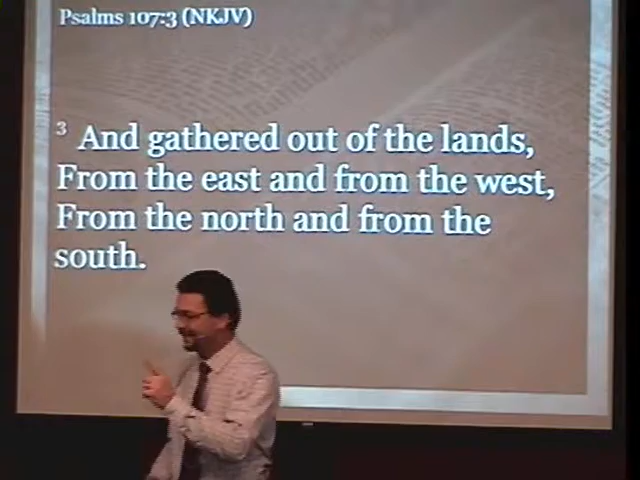 Psalms 107:3 (NKJV)
3 And gathered out of the lands,
From the east and from the west,
From the north and from the
south.